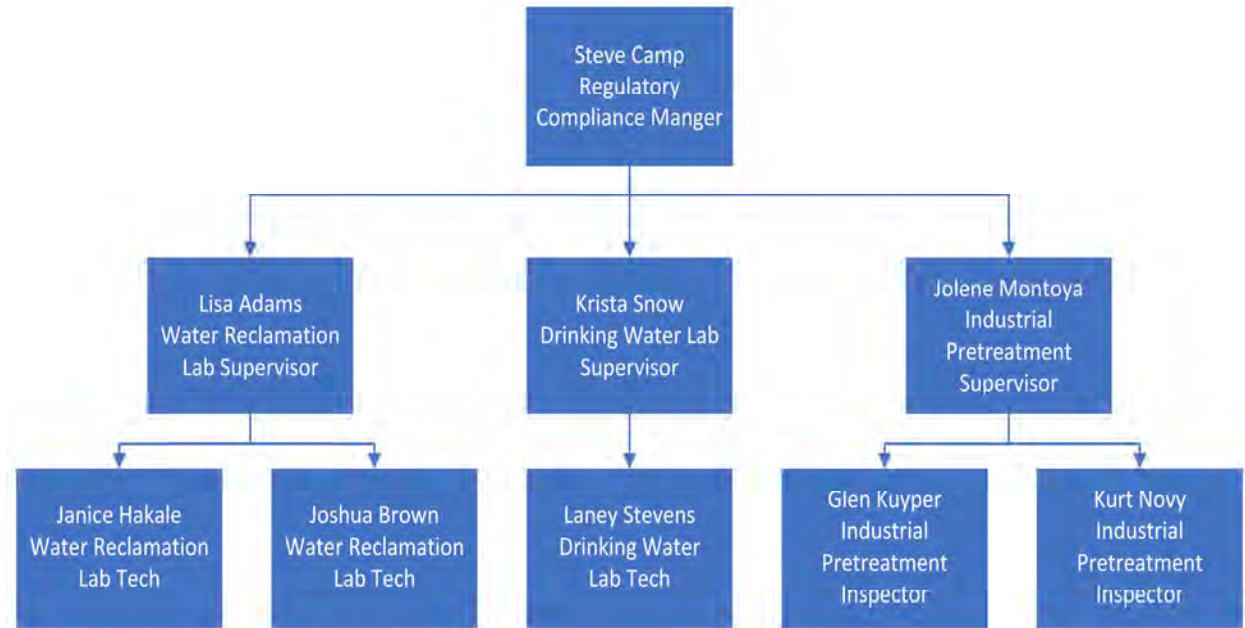 Steve Camp
Regulatory
Compliance Manger
Lisa Adams
Water Reclamation
Lab Supervisor
Krista Snow
Drinking Water Lab
Supervisor
Jolene Montoya
Industrial
Pretreatment
Supervisor
Janice Hakale
Water Reclamation
Lab Tech
Joshua Brown
Water Reclamation
Lab Tech
Laney Stevens
Drinking Water
Lab Tech
Glen Kuyper
Industrial
Pretreatment
Inspector
Kurt Novy
Industrial
Pretreatment
Inspector